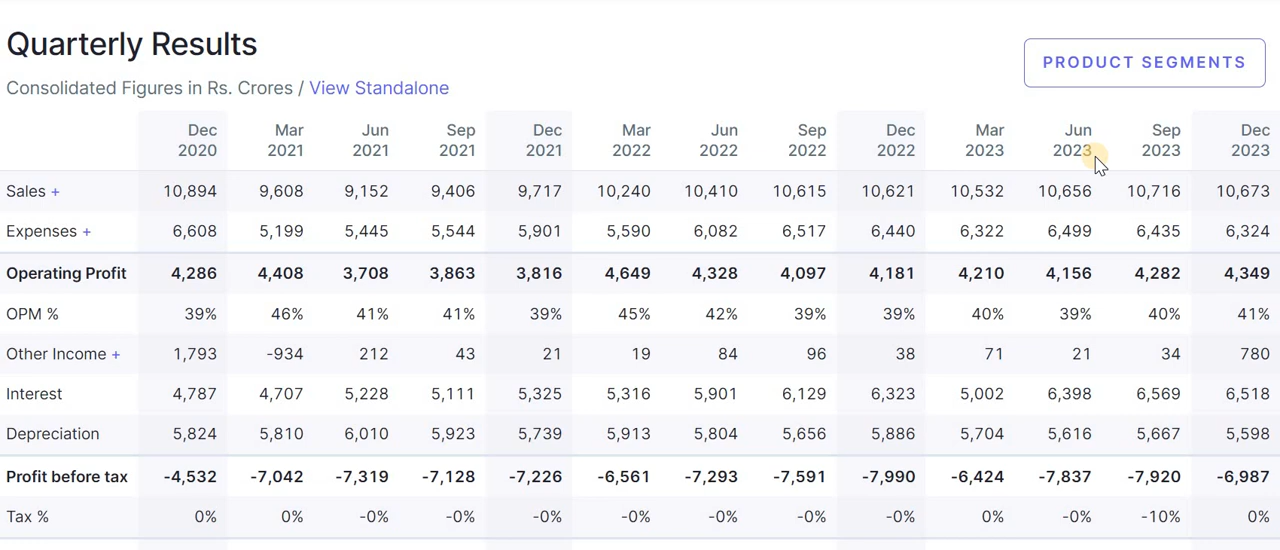 Quarterly Results
PRODUCT SEGMENTS
Consolidated Figures in Rs. Crores / View Standalone
Dec 2020 Mar 2021 Jun 2021 Sep 2021 Dec 2021 Mar 2022 Jun 2022 Sep 2022 Dec 2022 Mar 2023 Jun 2023 Sep 2023 Dec 2023
Sales + 10,894 9,608 9,152 9,406 9,717 10,240 10,410 10,615 10,621 10,532 10,656 10,716 10,673
Expenses + 6,608 5,199 5,445 5,544 5,901 5,590 6,082 6,517 6,440 6,322 6,499 6,435 6,324
Operating Profit 4,286 4,408 3,708 3,863 3,816 4,649 4,328 4,097 4,181 4,210 4,156 4,282 4,349
OPM % 39% 46% 41% 41% 39% 45% 42% 39% 39% 40% 39% 40% 41%
Other Income + 1,793 -934 212 43 21 19 84 96 38 71 21 34 780
Interest 4,787 4,707 5,228 5,111 5,325 5,316 5,901 6,129 6,323 5,002 6,398 6,569 6,518
Depreciation 5,824 5,810 6,010 5,923 5,739 5,913 5,804 5,656 5,886 5,704 5,616 5,667 5,598
Profit before tax -4,532 -7,042 -7,319 -7,128 -7,226 -6,561 -7,293 -7,591 -7,990 -6,424 -7,837 -7,920 -6,987
Tax % 0% 0% -0% -0% -0% -0% -0% -0% -0% 0% -0% -10% 0%